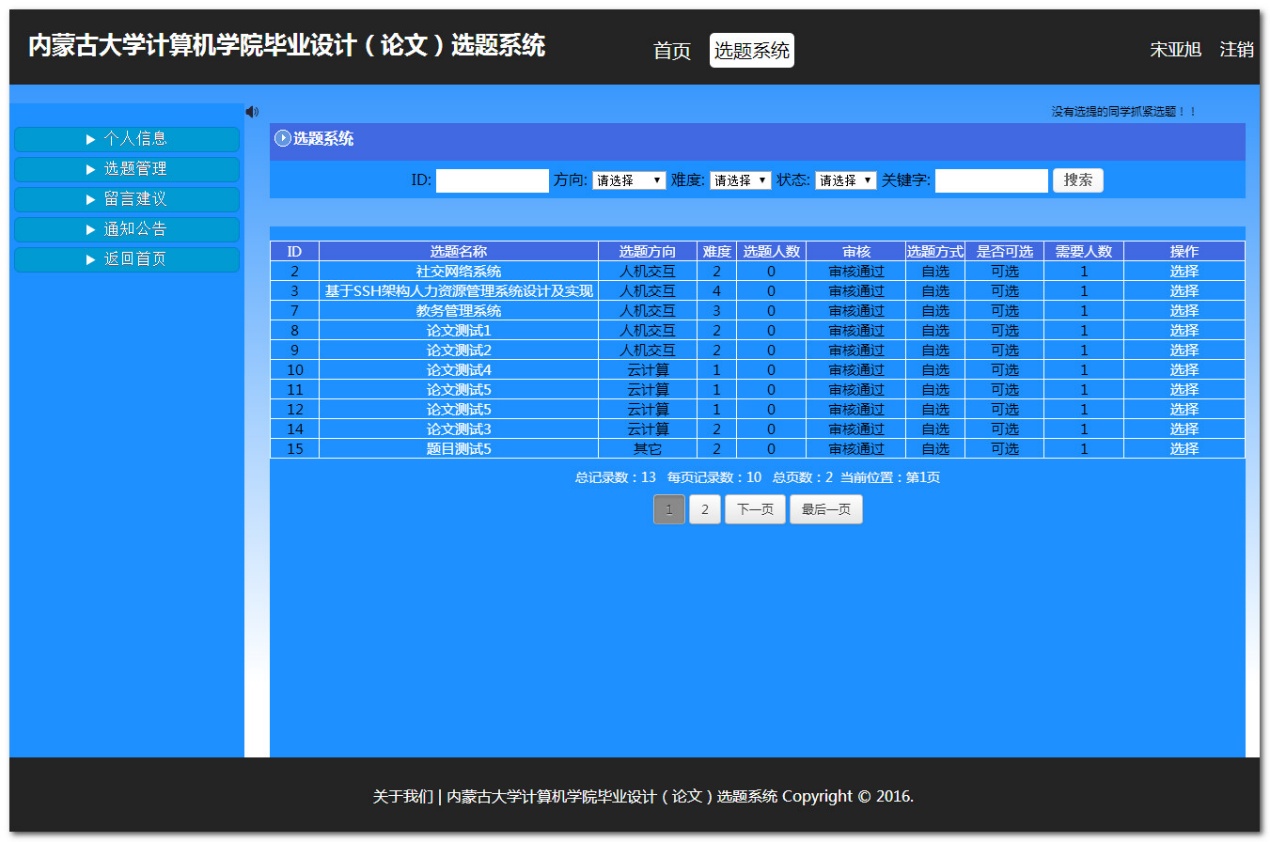 内蒙古大学计算机学院毕业设计（论文）选题系统 首页 选题系统 宋亚旭 注销
没有选提的同学抓紧选题！！
▶ 个人信息
▶ 选题管理
▶ 留言建议
▶ 通知公告
▶ 返回首页
选题系统
ID: 方向: 请选择 难度: 请选择 状态: 请选择 关键字: 搜索
ID 选题名称 选题方向 难度 选题人数 审核 选题方式 是否可选 需要人数 操作
2 社交网络系统 人机交互 2 0 审核通过 自选 可选 1 选择
3 基于SSH架构人力资源管理系统设计及实现 人机交互 4 0 审核通过 自选 可选 1 选择
7 教务管理系统 人机交互 3 0 审核通过 自选 可选 1 选择
8 论文测试1 人机交互 2 0 审核通过 自选 可选 1 选择
9 论文测试2 人机交互 2 0 审核通过 自选 可选 1 选择
10 论文测试4 云计算 1 0 审核通过 自选 可选 1 选择
11 论文测试5 云计算 1 0 审核通过 自选 可选 1 选择
12 论文测试5 云计算 1 0 审核通过 自选 可选 1 选择
14 论文测试3 云计算 2 0 审核通过 自选 可选 1 选择
15 题目测试5 其它 2 0 审核通过 自选 可选 1 选择
总记录数：13 每页记录数：10 总页数：2 当前位置：第1页
1 2 下一页 最后一页
关于我们 | 内蒙古大学计算机学院毕业设计（论文）选题系统 Copyright © 2016.